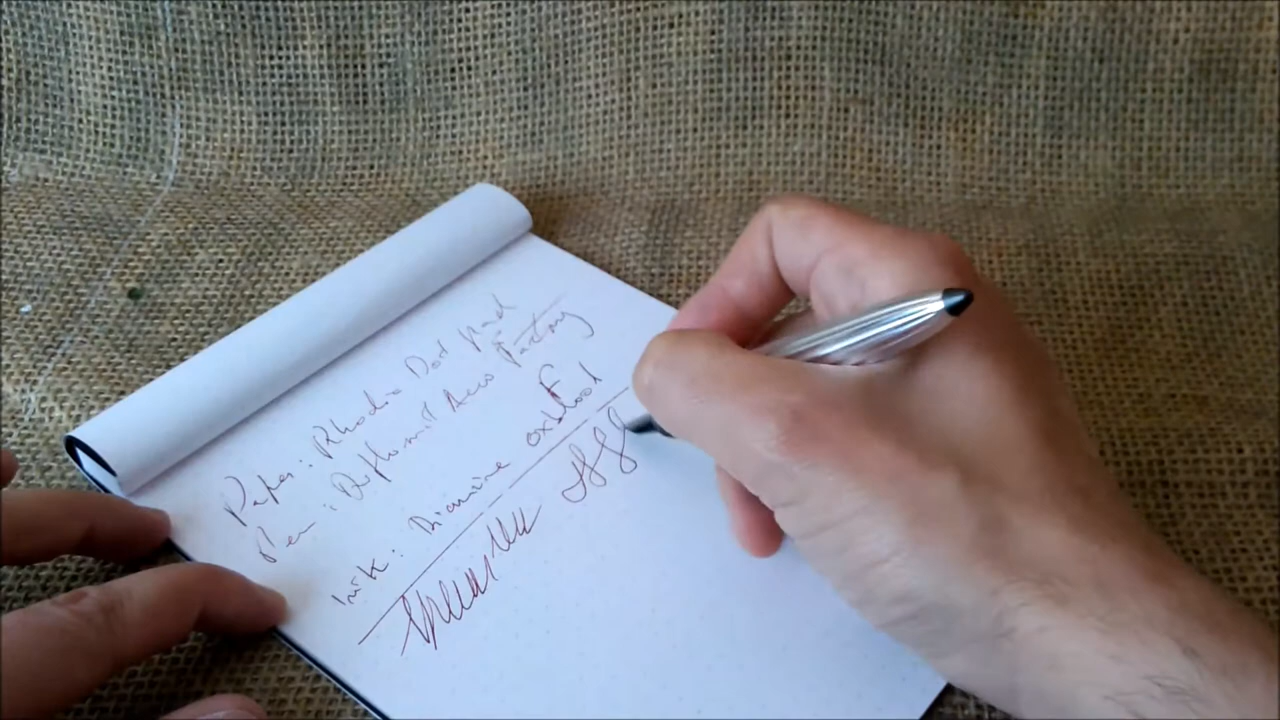 Paper: Rhodia Dot pad
Pen: Diplomat Aero Factory
F
Ink: Diamine oxblood